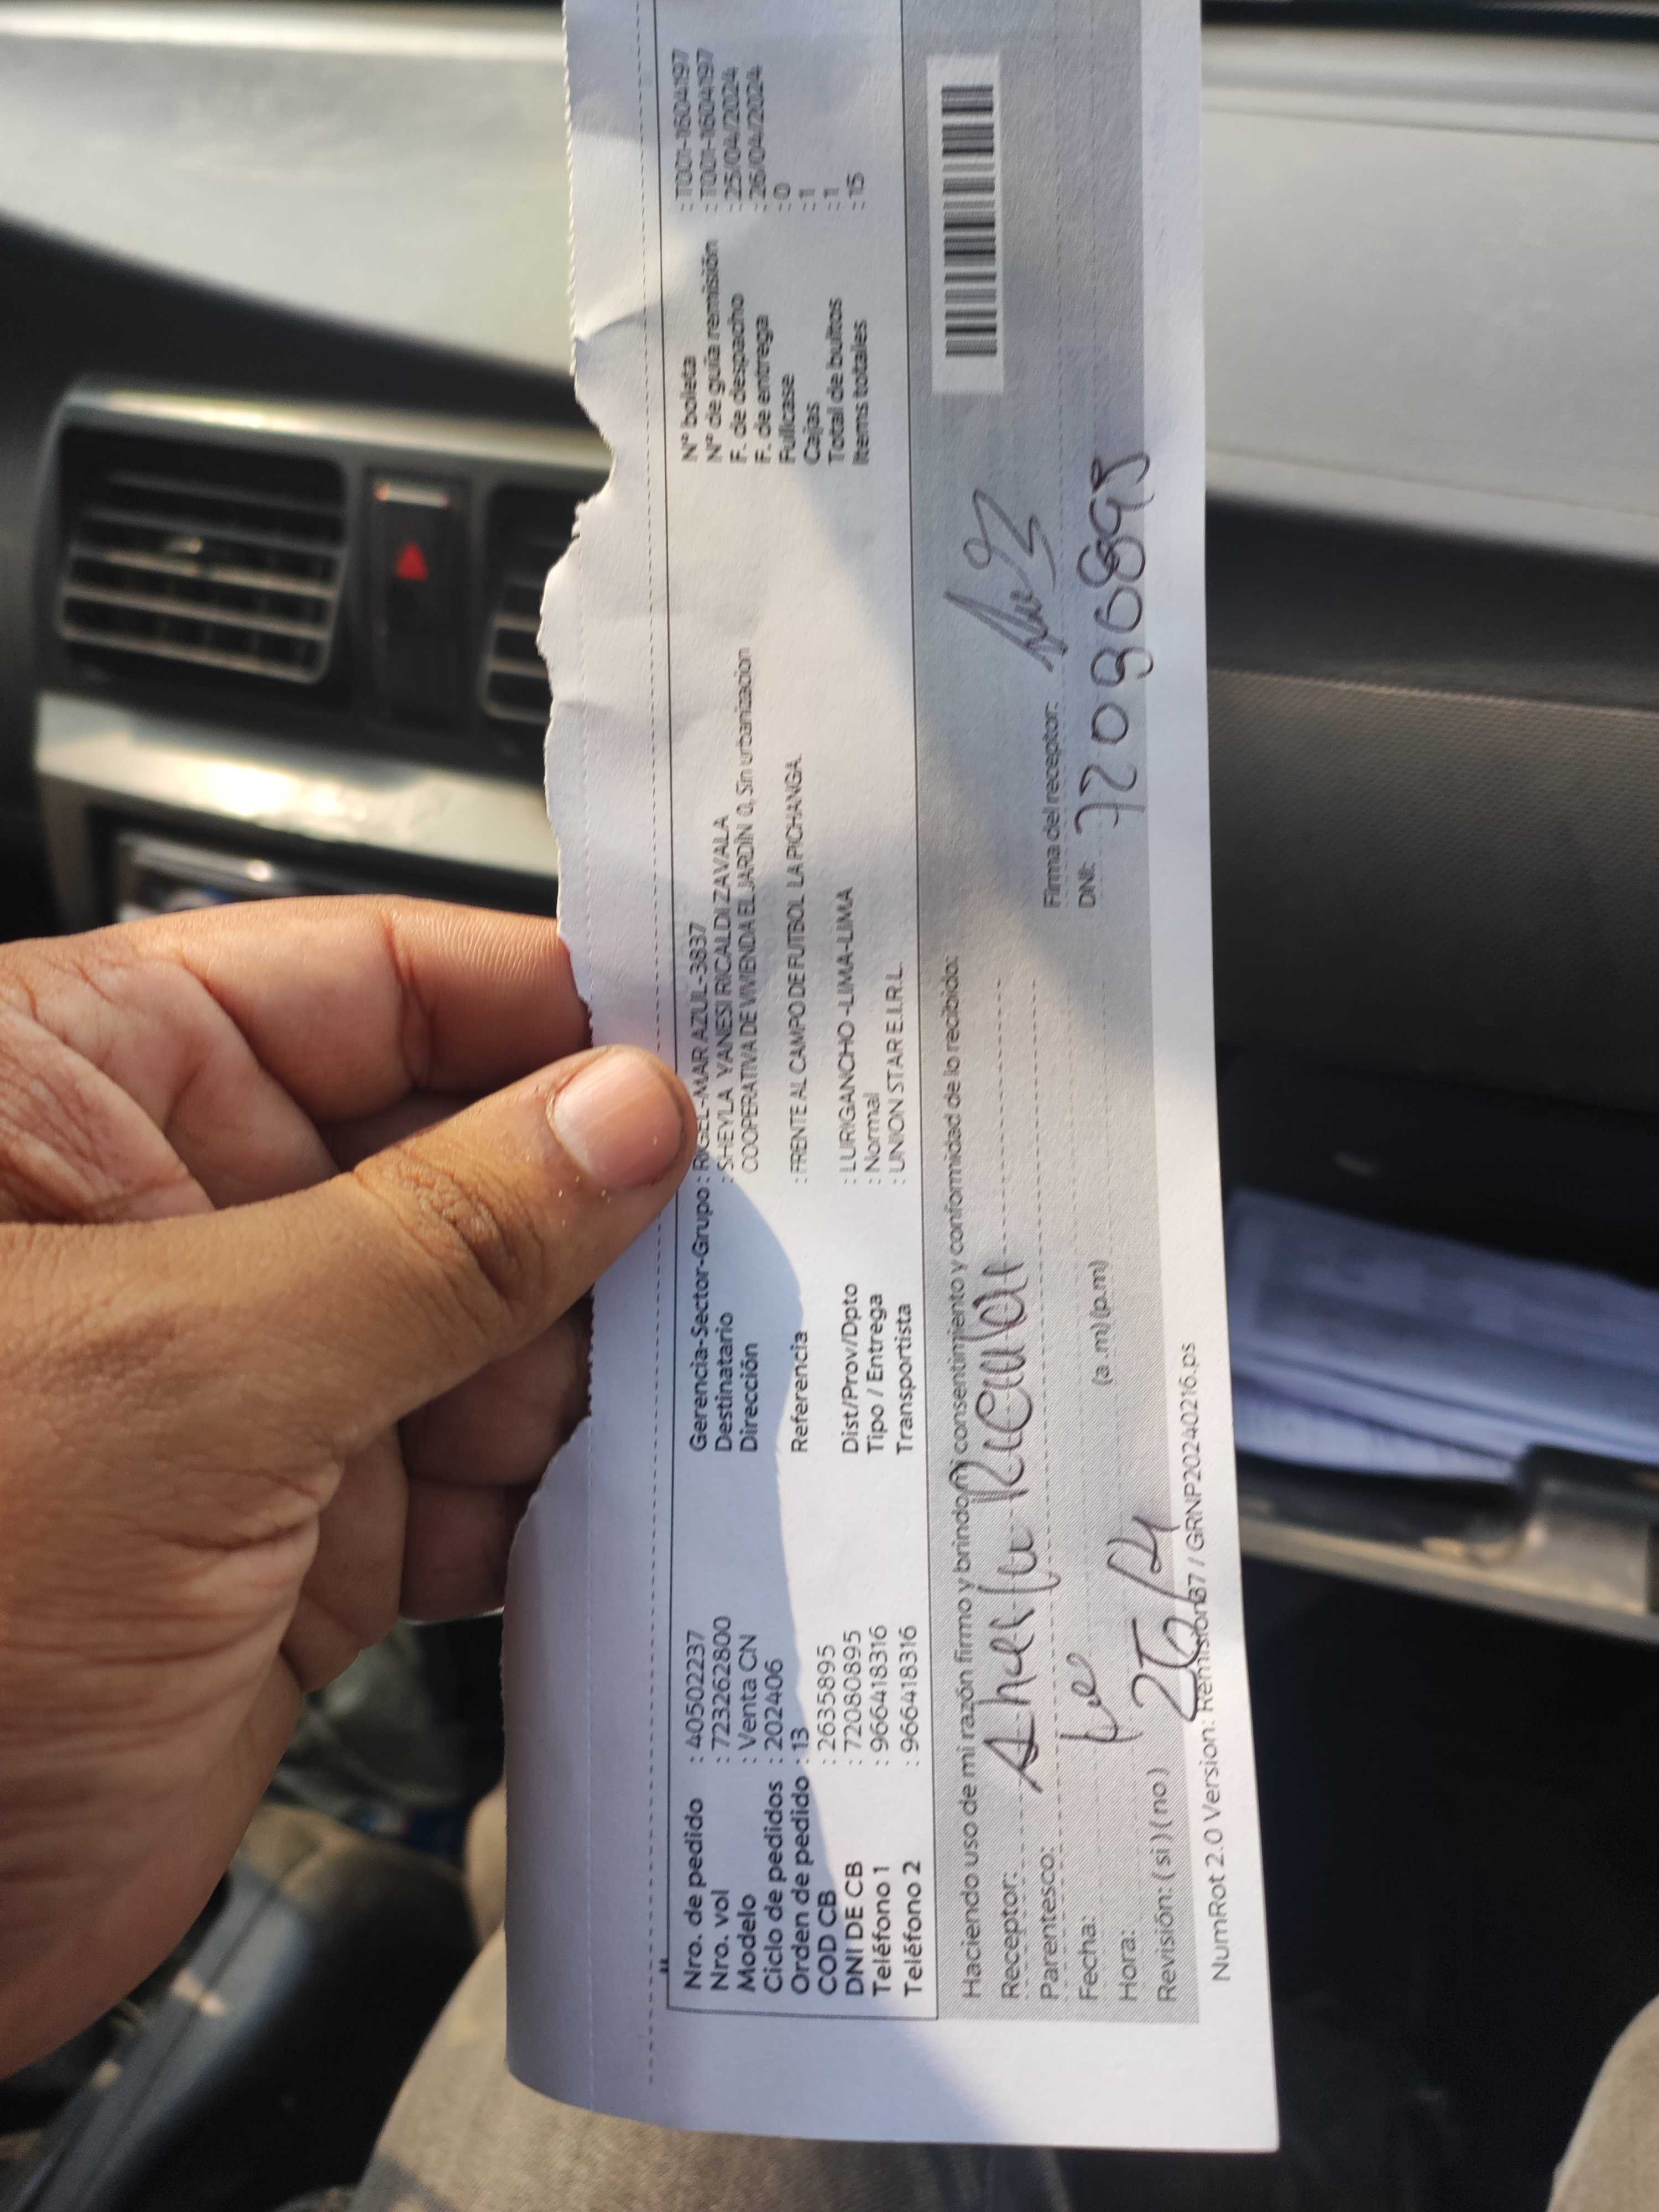 Nro. de pedido : 40502237
Nro. vol : 723262800
Modelo : Venta CN
Ciclo de pedidos : 202406
Orden de pedido : 13
COD CB : 2635895
DNI DE CB : 72080895
Teléfono 1 : 966418316
Teléfono 2 : 966418316
Gerencia-Sector-Grupo : RIGEL-MAR AZUL-3837
Destinatario : SHEYLA YANESI RICALDI ZAVALA
Dirección COOPERATIVA DE VIVIENDA EL JARDÍN 0, Sin urbanizacion
Referencia : FRENTE AL CAMPO DE FUTBOL LA PICHANGA.
Dist/Prov/Dpto : LURIGANCHO -LIMA-LIMA
Tipo / Entrega : Normal
Transportista : UNION STAR E.I.R.L.
Nº boleta : T001-1604197
Nº de guía remisión : T001-1604197
F. de despacho : 25/04/2024
F. de entrega : 26/04/2024
Fullcase : 0
Cajas : 1
Total de bultos : 1
Items totales : 15
Haciendo uso de mi razón firmo y brindo mi consentimiento y conformidad de lo recibido:
Receptor:
Parentesco:
Fecha:
Hora: (a.m) (p.m)
Revisión: ( si ) ( no )
Firma del receptor:
DNI:
NumRot 2.0 Version: Remision37 / GRNP20240216.ps